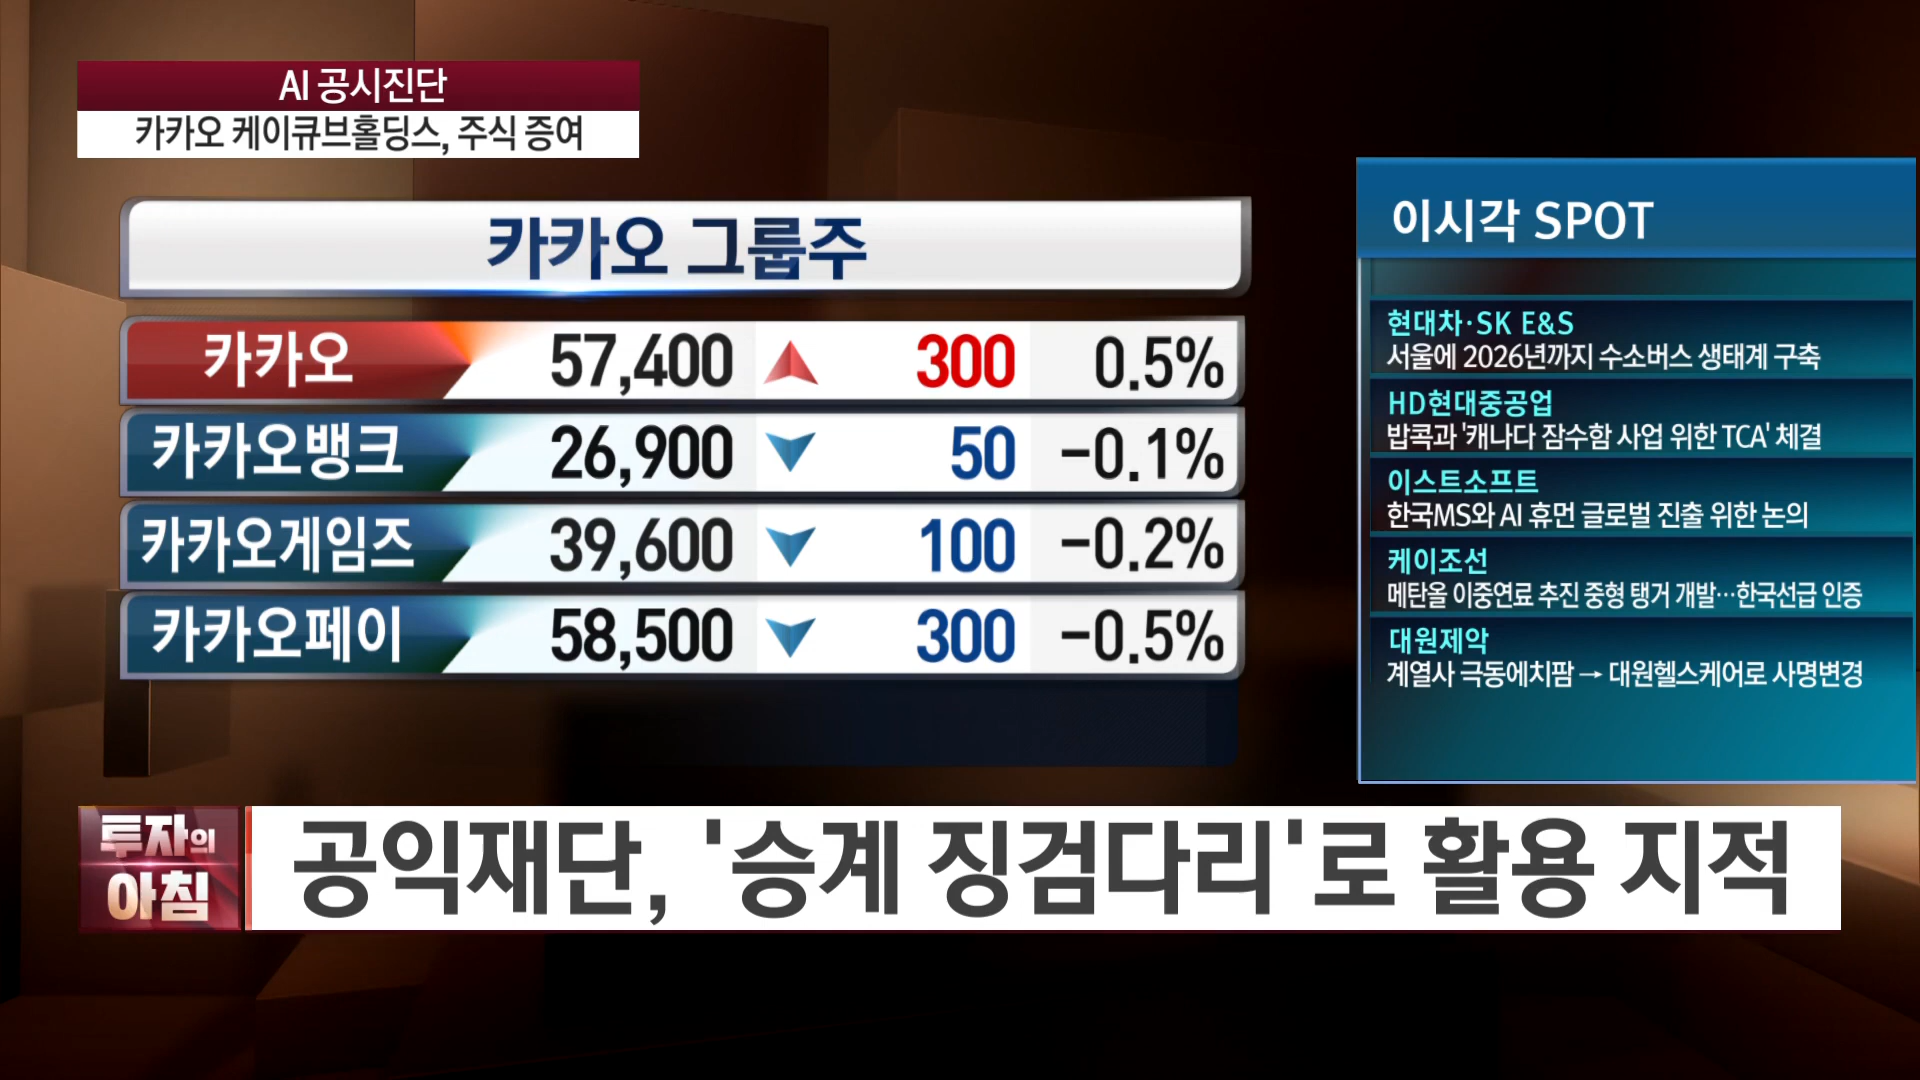 AI 공시진단
카카오 케이큐브홀딩스, 주식 증여
카카오 그룹주
카카오 57,400 ▲ 300 0.5%
카카오뱅크 26,900 ▼ 50 -0.1%
카카오게임즈 39,600 ▼ 100 -0.2%
카카오페이 58,500 ▼ 300 -0.5%
이시각 SPOT
현대차·SK E&S
서울에 2026년까지 수소버스 생태계 구축
HD현대중공업
밥콕과 '캐나다 잠수함 사업 위한 TCA' 체결
이스트소프트
한국MS와 AI 휴먼 글로벌 진출 위한 논의
케이조선
메탄올 이중연료 추진 중형 탱거 개발…한국선급 인증
대원제약
계열사 극동에치팜 → 대원헬스케어로 사명변경
투자의
아침
공익재단, '승계 징검다리'로 활용 지적